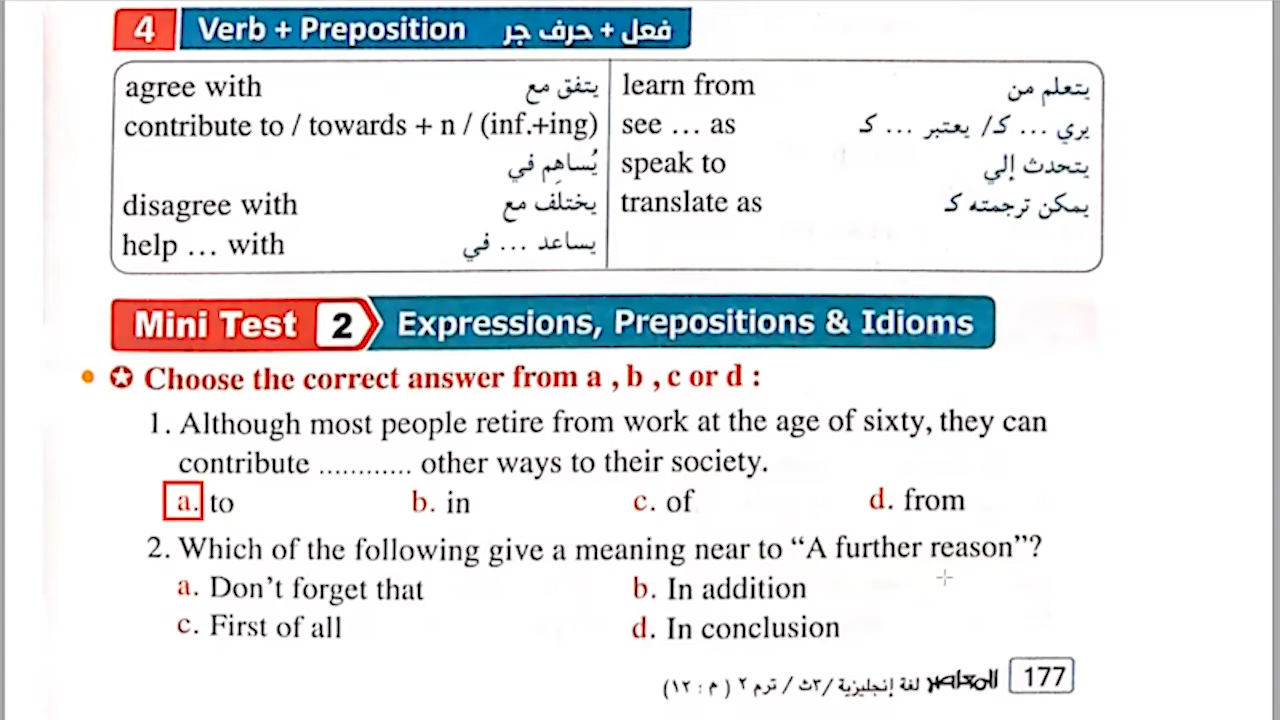 4 Verb + Preposition فعل + حرف جر
agree with يتفق مع
contribute to / towards + n / (inf.+ing)
يُساهِم في
disagree with يختلف مع
help ... with يساعد ... في
learn from يتعلم من
see ... as يري ... كـ/ يعتبر ... كـ
speak to يتحدث إلي
translate as يمكن ترجمته كـ
Mini Test 2 Expressions, Prepositions & Idioms
Choose the correct answer from a , b , c or d :
1. Although most people retire from work at the age of sixty, they can
contribute ............ other ways to their society.
a. to b. in c. of d. from
2. Which of the following give a meaning near to “A further reason”?
a. Don’t forget that b. In addition
c. First of all d. In conclusion
المعاصر لغة إنجليزية /٣ث / ترم ٢ ( م : ١٢) 177